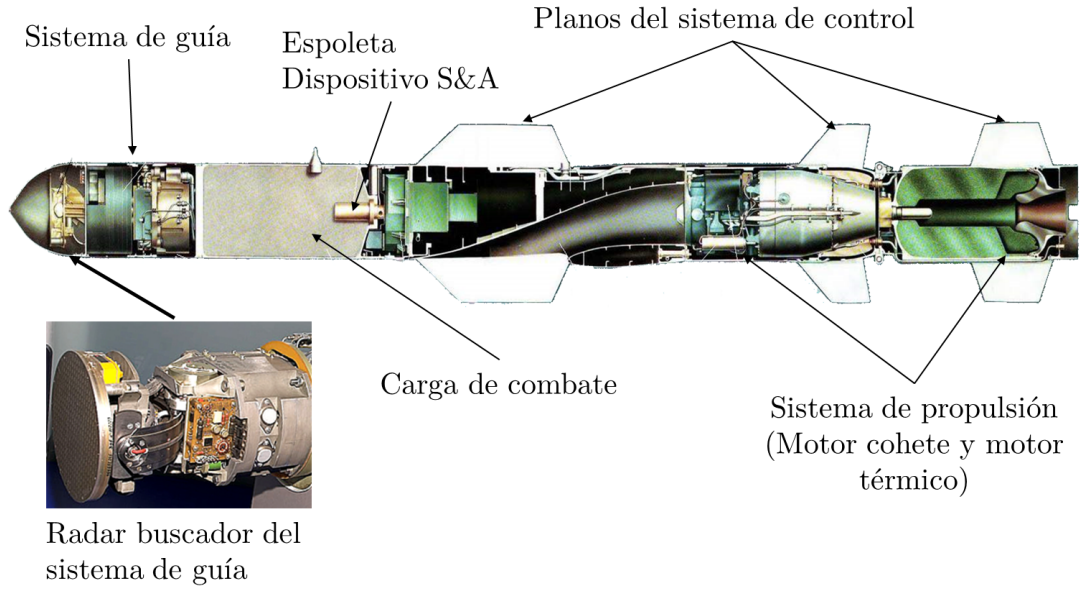 Planos del sistema de control
Sistema de guía
Espoleta
Dispositivo S&A
Carga de combate
Sistema de propulsión
(Motor cohete y motor
térmico)
Radar buscador del
sistema de guía